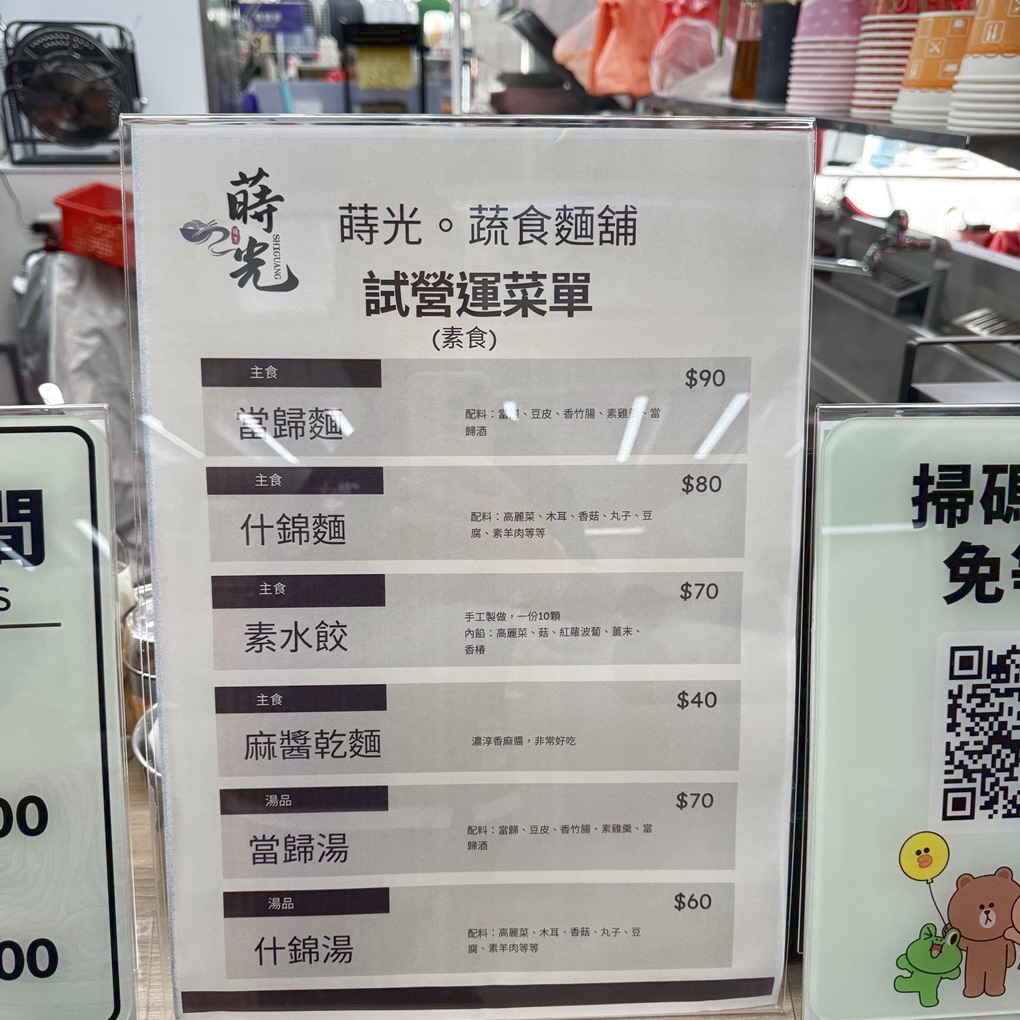 蒔光
SHIGUANG
蒔光。蔬食麵舖
試營運菜單
(素食)
主食
$90
當歸麵
配料：當歸、豆皮、香竹腸、素雞羹、當
歸酒
主食
$80
什錦麵
配料：高麗菜、木耳、香菇、丸子、豆
腐、素羊肉等等
主食
$70
素水餃
手工製做，一份10顆
內餡：高麗菜、菇、紅蘿波蔔、薑末、
香椿
主食
$40
麻醬乾麵
濃淳香麻醬，非常好吃
湯品
$70
當歸湯
配料：當歸、豆皮、香竹腸、素雞羹、當
歸酒
湯品
$60
什錦湯
配料：高麗菜、木耳、香菇、丸子、豆
腐、素羊肉等等
間
S
00
00
掃碼
免